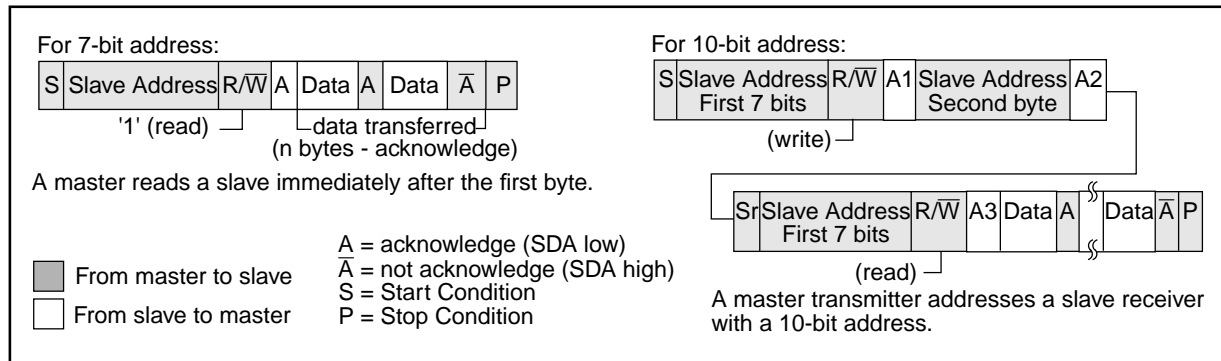 For 7-bit address:
S Slave Address R/W̅ A Data A Data A̅ P
'1' (read)
data transferred
(n bytes - acknowledge)
A master reads a slave immediately after the first byte.
From master to slave
From slave to master
A = acknowledge (SDA low)
A̅ = not acknowledge (SDA high)
S = Start Condition
P = Stop Condition
For 10-bit address:
S Slave Address First 7 bits R/W̅ A1 Slave Address Second byte A2
(write)
Sr Slave Address First 7 bits R/W̅ A3 Data A Data A̅ P
(read)
A master transmitter addresses a slave receiver
with a 10-bit address.